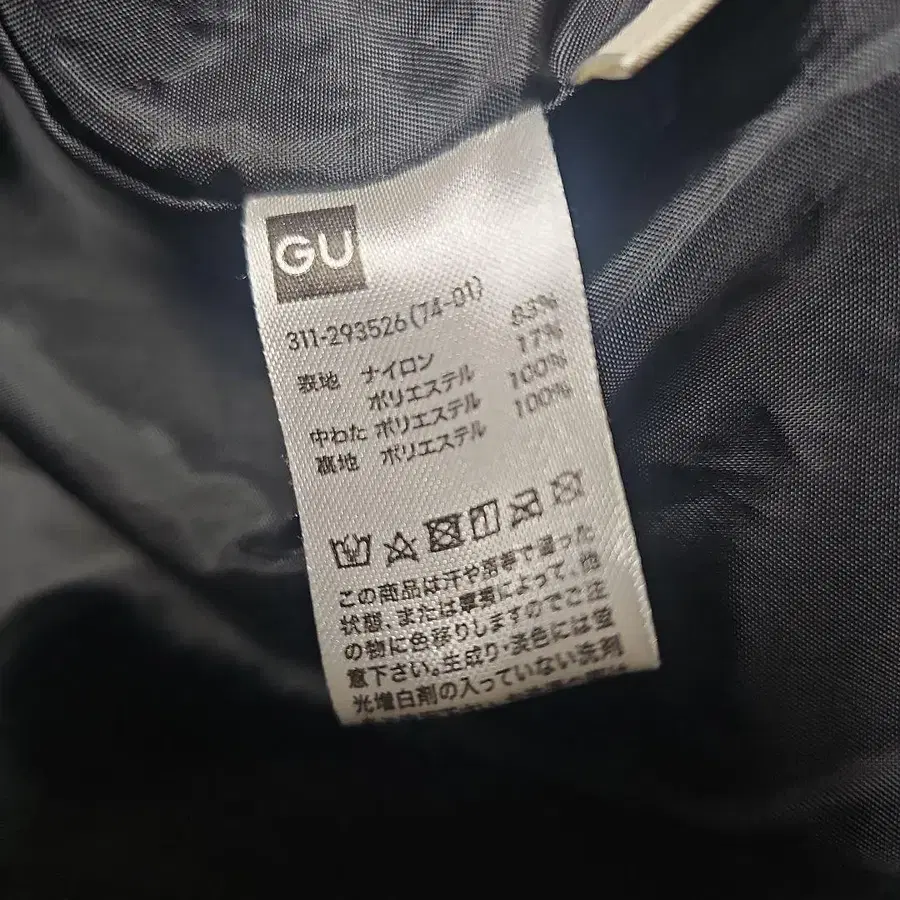 GU
311-293526(74-01)
表地 ナイロン 83%
ポリエステル 17%
中わた ポリエステル 100%
裏地 ポリエステル 100%
この商品は汗や雨等で湿った
状態、または摩擦によって、他
の物に色移りしますのでご注
意下さい。生成り・淡色には蛍
光増白剤の入っていない洗剤